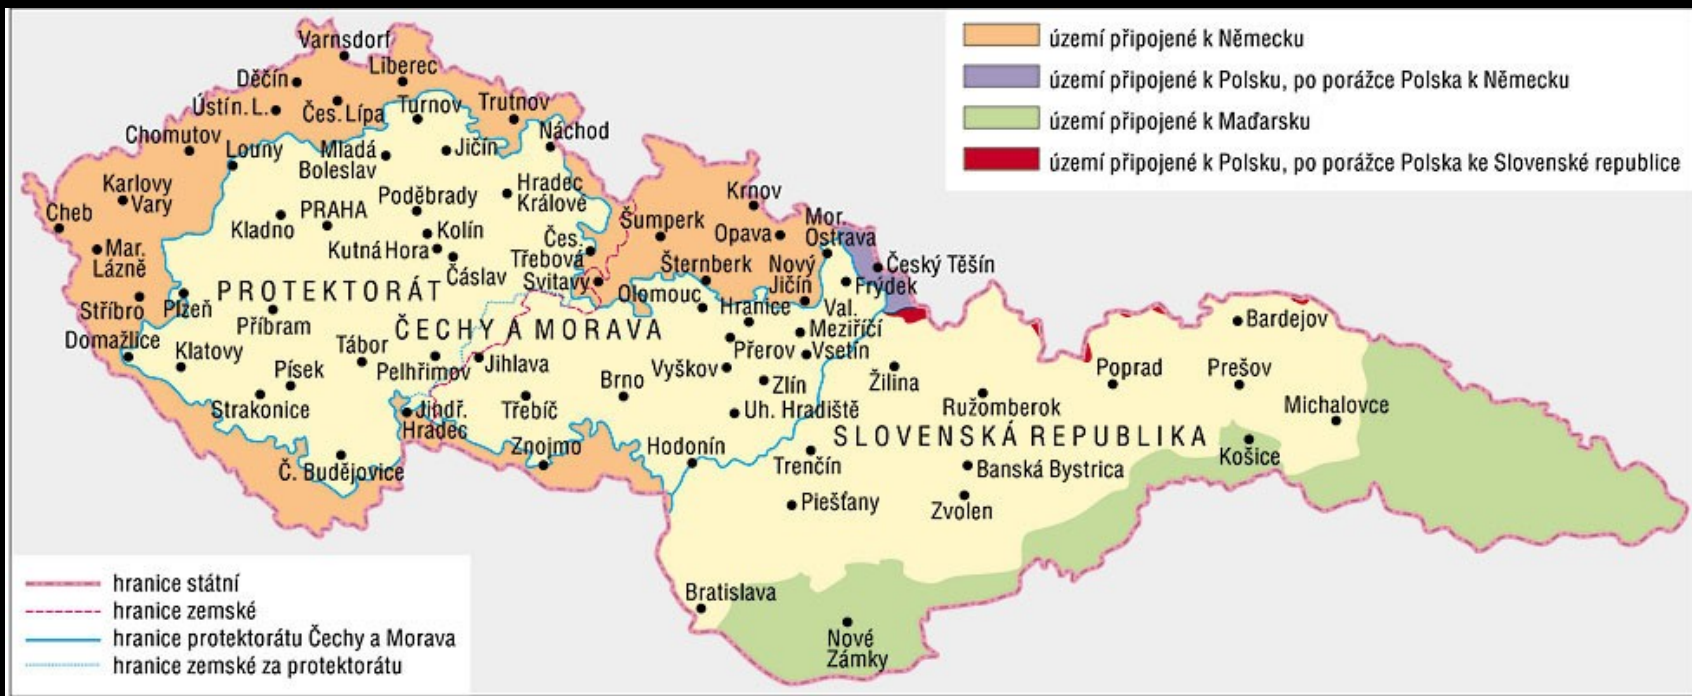 území připojené k Německu
území připojené k Polsku, po porážce Polska k Německu
území připojené k Maďarsku
území připojené k Polsku, po porážce Polska ke Slovenské republice
Varnsdorf
Děčín
Liberec
Ústí n. L.
Čes. Lípa
Turnov
Trutnov
Chomutov
Louny
Mladá
Boleslav
Jičín
Náchod
Karlovy
Vary
Cheb
Mar.
Lázně
Kladno
PRAHA
Poděbrady
Hradec
Králové
Kolín
Kutná Hora
Čáslav
Čes.
Třebová
Svitavy
Šumperk
Krnov
Opava
Mor.
Ostrava
Český Těšín
Šternberk
Nový
Jičín
Frýdek
Olomouc
Hranice
Val.
Meziříčí
Stříbro
Plzeň
PROTEKTORÁT
ČECHY A MORAVA
Příbram
Domažlice
Klatovy
Tábor
Pelhřimov
Jihlava
Přerov
Vsetín
Vyškov
Písek
Strakonice
Brno
Zlín
Třebíč
Uh. Hradiště
Jindř.
Hradec
Č. Budějovice
Znojmo
Hodonín
Žilina
Ružomberok
Poprad
Prešov
Bardejov
Michalovce
SLOVENSKÁ REPUBLIKA
Košice
Trenčín
Banská Bystrica
Piešťany
Zvolen
Bratislava
Nové
Zámky
hranice státní
hranice zemské
hranice protektorátu Čechy a Morava
hranice zemské za protektorátu